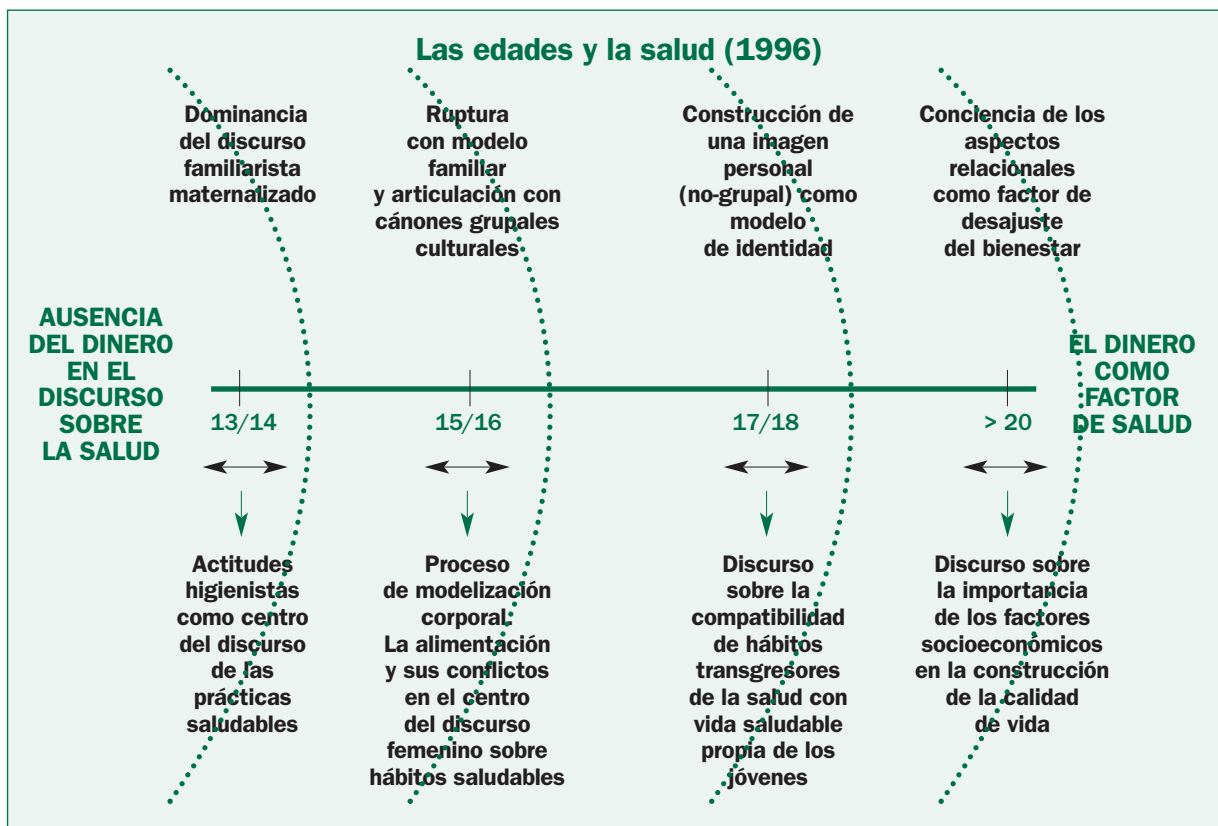 Las edades y la salud (1996)
Dominancia
del discurso
familiarista
maternalizado
Ruptura
con modelo
familiar
y articulación con
cánones grupales
culturales
Construcción de
una imagen
personal
(no-grupal) como
modelo
de identidad
Conciencia de los
aspectos
relacionales
como factor de
desajuste
del bienestar
AUSENCIA
DEL DINERO
EN EL
DISCURSO
SOBRE
LA SALUD
13/14
15/16
17/18
> 20
EL DINERO
COMO
FACTOR
DE SALUD
Actitudes
higienistas
como centro
del discurso
de las
prácticas
saludables
Proceso
de modelización
corporal.
La alimentación
y sus conflictos
en el centro
del discurso
femenino sobre
hábitos saludables
Discurso
sobre la
compatibilidad
de hábitos
transgresores
de la salud con
vida saludable
propia de los
jóvenes
Discurso sobre
la importancia
de los factores
socioeconómicos
en la construcción
de la calidad
de vida